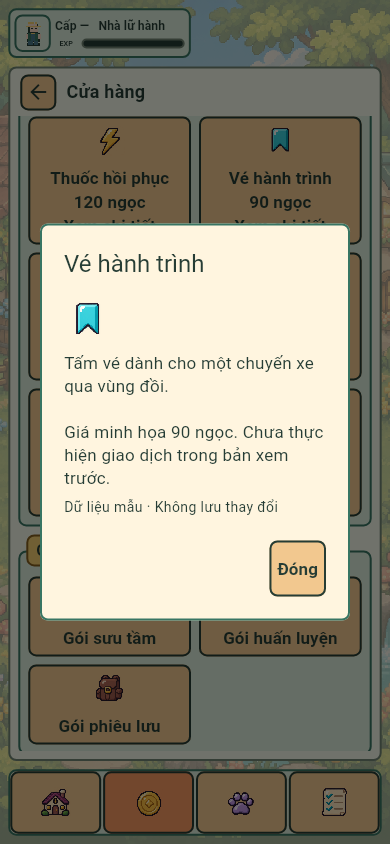 Cấp — Nhà lữ hành
EXP
Cửa hàng
Thuốc hồi phục
120 ngọc
Vé hành trình
90 ngọc
Vé hành trình
Tấm vé dành cho một chuyến xe
qua vùng đồi.
Giá minh họa 90 ngọc. Chưa thực
hiện giao dịch trong bản xem
trước.
Dữ liệu mẫu · Không lưu thay đổi
Đóng
Gói sưu tầm
Gói huấn luyện
Gói phiêu lưu